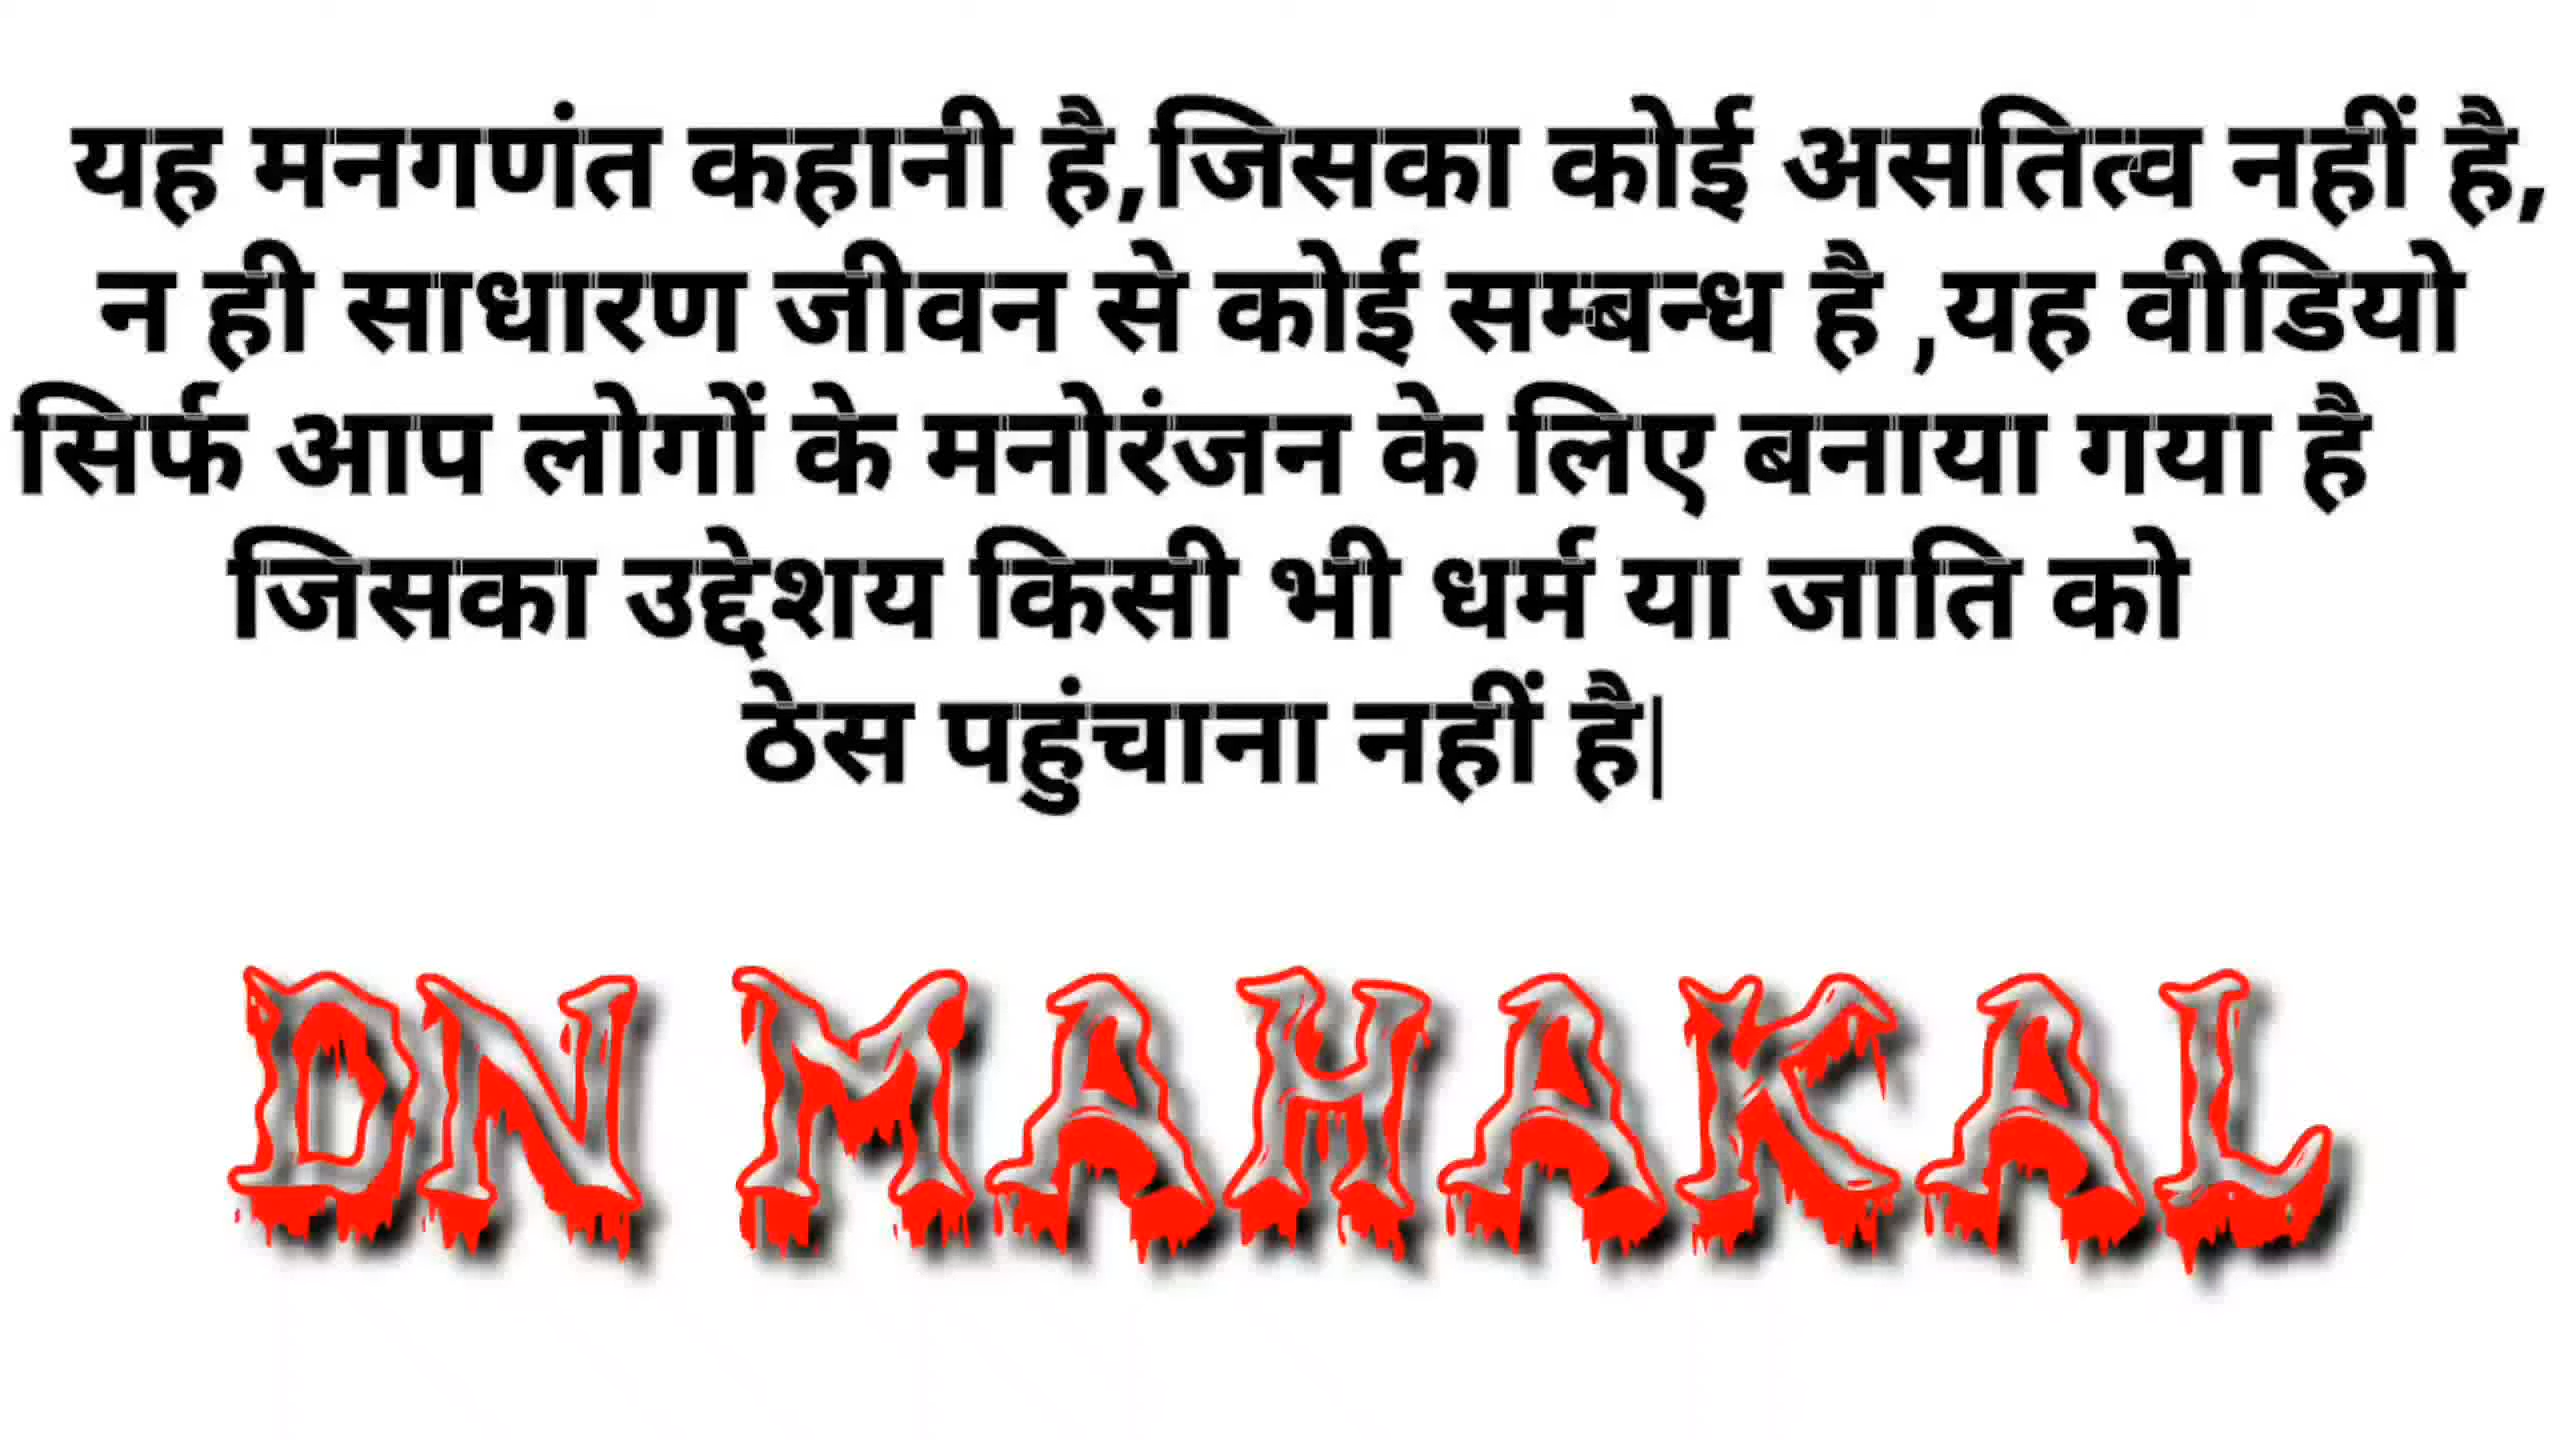 यह मनगणंत कहानी है,जिसका कोई असतित्व नहीं है,
न ही साधारण जीवन से कोई सम्बन्ध है ,यह वीडियो
सिर्फ आप लोगों के मनोरंजन के लिए बनाया गया है
जिसका उद्देशय किसी भी धर्म या जाति को
ठेस पहुंचाना नहीं है|
DN MAHAKAL